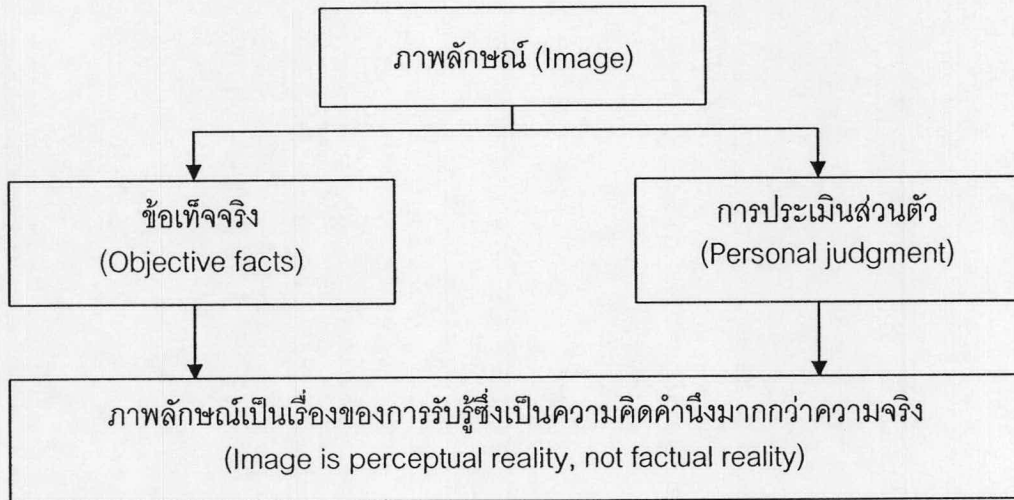 ภาพลักษณ์ (Image)
ข้อเท็จจริง
(Objective facts)
การประเมินส่วนตัว
(Personal judgment)
ภาพลักษณ์เป็นเรื่องของการรับรู้ซึ่งเป็นความคิดคำนึงมากกว่าความจริง
(Image is perceptual reality, not factual reality)